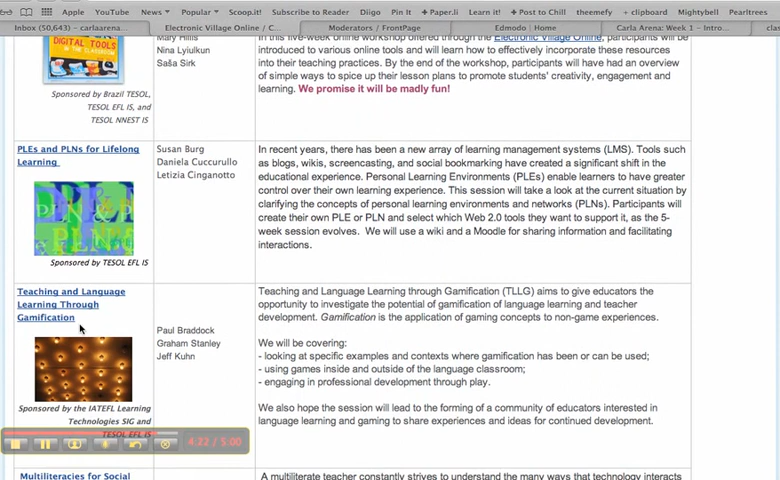 Apple YouTube News Popular Scoop.it! Subscribe to Reader Diigo Pin It + Paper.li Learn it! + Post to Chill theemefy + clipboard Mightybell Pearltrees
Inbox (50,643) – carlaarena... Electronic Village Online / C... Moderators / FrontPage Edmodo | Home Carla Arena: Week 1 – Intro... clas
DIGITAL TOOLS
IN THE CLASSROOM
Sponsored by Brazil TESOL,
TESOL EFL IS, and
TESOL NNEST IS
Mary Hillis
Nina Lyiulkun
Saša Sirk
In this five-week online workshop offered through the Electronic Village Online, participants will be
introduced to various online tools and will learn how to effectively incorporate these resources
into their teaching practices. By the end of the workshop, participants will have had an overview
of simple ways to spice up their lesson plans to promote students' creativity, engagement and
learning. We promise it will be madly fun!
PLEs and PLNs for Lifelong
Learning
PLN & P
PLN
Sponsored by TESOL EFL IS
Susan Burg
Daniela Cuccurullo
Letizia Cinganotto
In recent years, there has been a new array of learning management systems (LMS). Tools such
as blogs, wikis, screencasting, and social bookmarking have created a significant shift in the
educational experience. Personal Learning Environments (PLEs) enable learners to have greater
control over their own learning experience. This session will take a look at the current situation by
clarifying the concepts of personal learning environments and networks (PLNs). Participants will
create their own PLE or PLN and select which Web 2.0 tools they want to support it, as the 5-
week session evolves. We will use a wiki and a Moodle for sharing information and facilitating
interactions.
Teaching and Language
Learning Through
Gamification
Sponsored by the IATEFL Learning
Technologies SIG and
TESOL EFL IS
Paul Braddock
Graham Stanley
Jeff Kuhn
Teaching and Language Learning through Gamification (TLLG) aims to give educators the
opportunity to investigate the potential of gamification of language learning and teacher
development. Gamification is the application of gaming concepts to non-game experiences.
We will be covering:
- looking at specific examples and contexts where gamification has been or can be used;
- using games inside and outside of the language classroom;
- engaging in professional development through play.
We also hope the session will lead to the forming of a community of educators interested in
language learning and gaming to share experiences and ideas for continued development.
4:22 / 5:00
Multiliteracies for Social
A multiliterate teacher constantly strives to understand the many ways that technology interacts